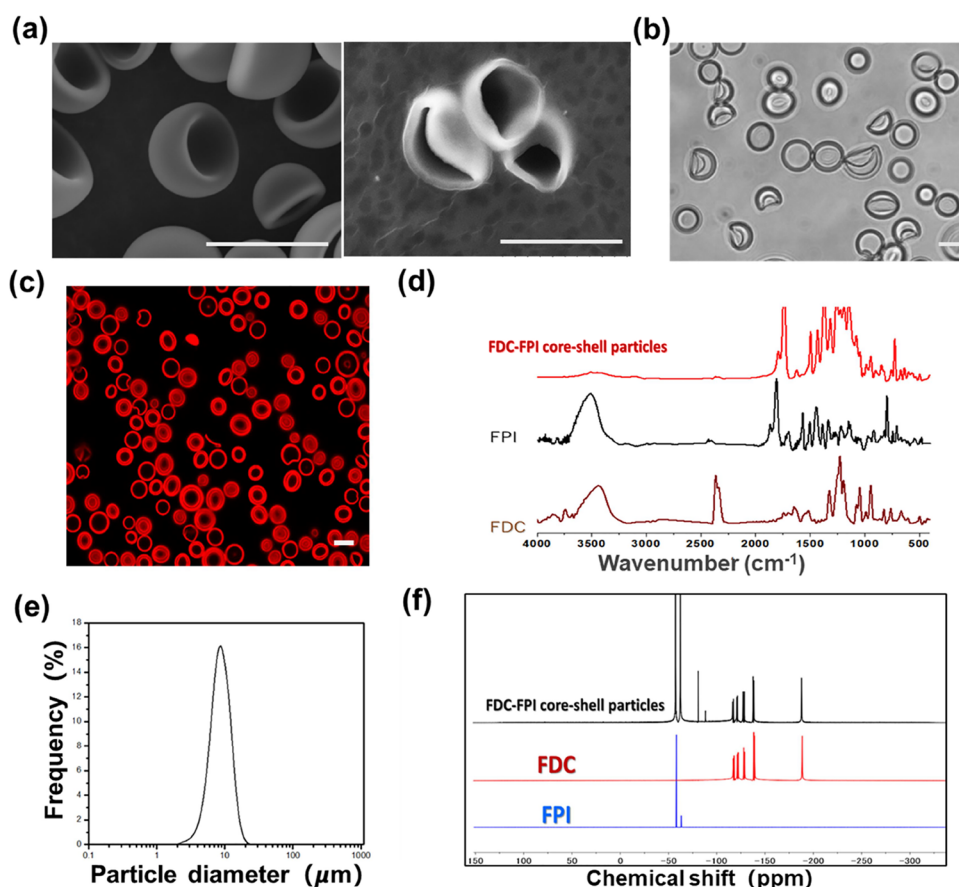 (a)
(b)
(c)
(d)
FDC-FPI core-shell particles
FPI
FDC
4000 3500 3000 2500 2000 1500 1000 500
Wavenumber (cm-1)
(e)
Frequency (%)
18
16
14
12
10
8
6
4
2
0
0.1 1 10 100 1000
Particle diameter (μm)
(f)
FDC-FPI core-shell particles
FDC
FPI
150 100 50 0 -50 -100 -150 -200 -250 -300
Chemical shift (ppm)